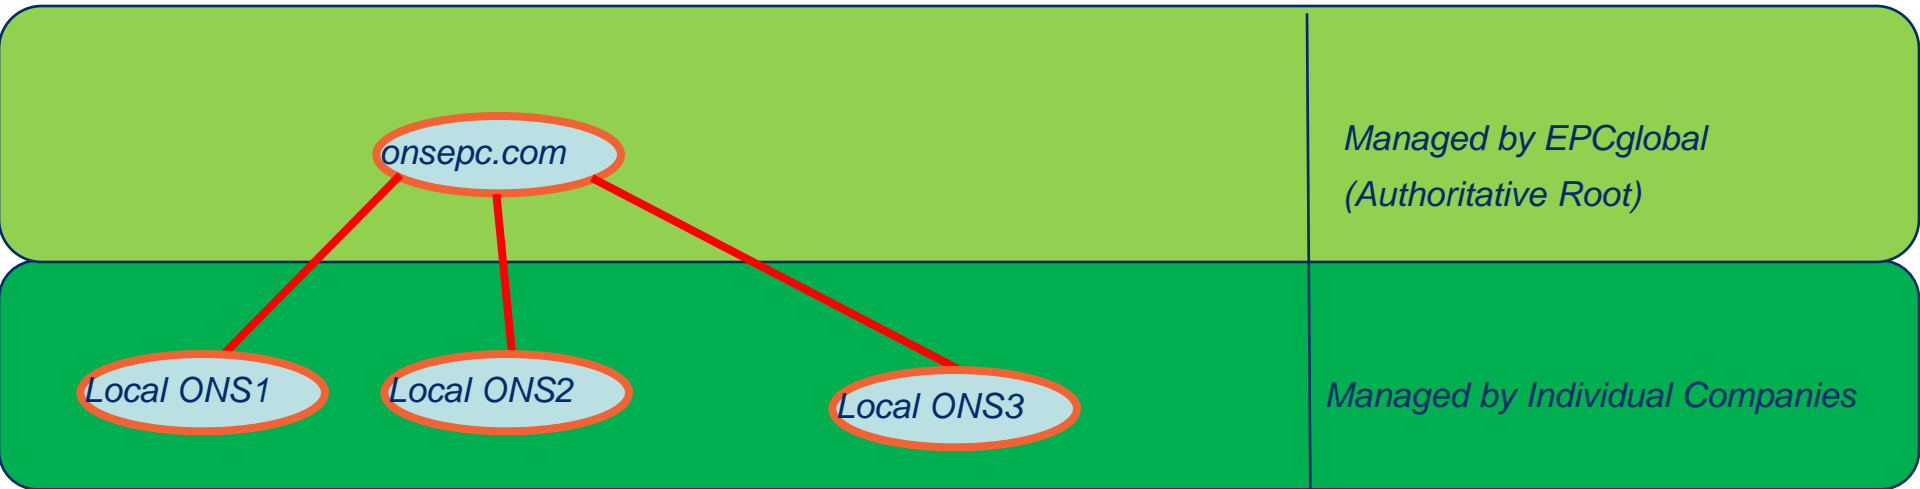 onsepc.com
Managed by EPCglobal
(Authoritative Root)
Local ONS1
Local ONS2
Local ONS3
Managed by Individual Companies